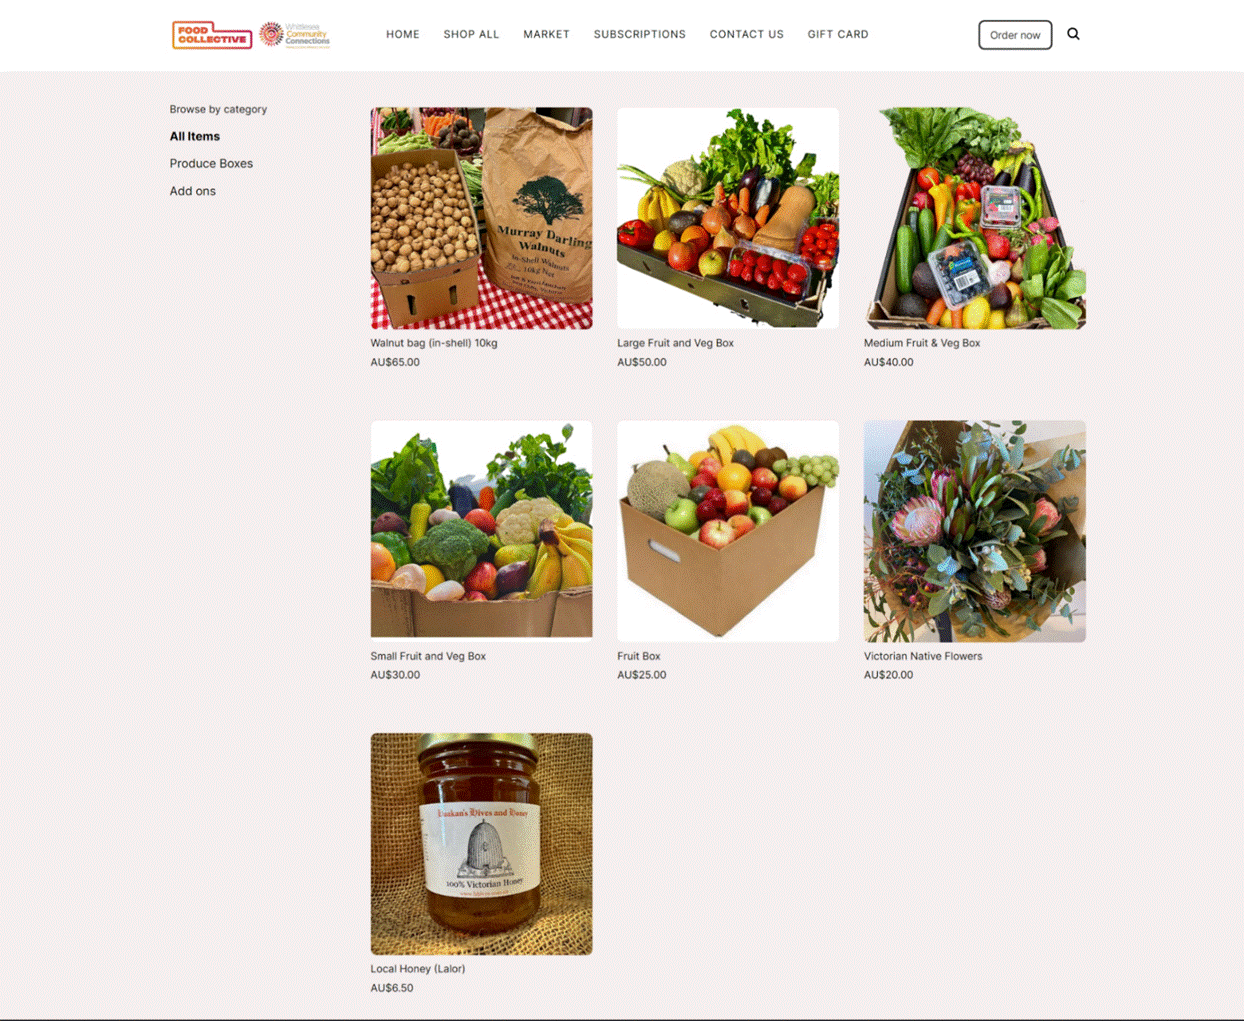 FOOD
COLLECTIVE
Whittlesea
Community
Connections
HOME
SHOP ALL
MARKET
SUBSCRIPTIONS
CONTACT US
GIFT CARD
Order now
Browse by category
All Items
Produce Boxes
Add ons
Murray Darling
Walnuts
In-Shell Walnuts
10kg Net
Walnut bag (in-shell) 10kg
AU$65.00
Large Fruit and Veg Box
AU$50.00
Medium Fruit & Veg Box
AU$40.00
Small Fruit and Veg Box
AU$30.00
Fruit Box
AU$25.00
Victorian Native Flowers
AU$20.00
Hives and Honey
100% Victorian Honey
Local Honey (Lalor)
AU$6.50